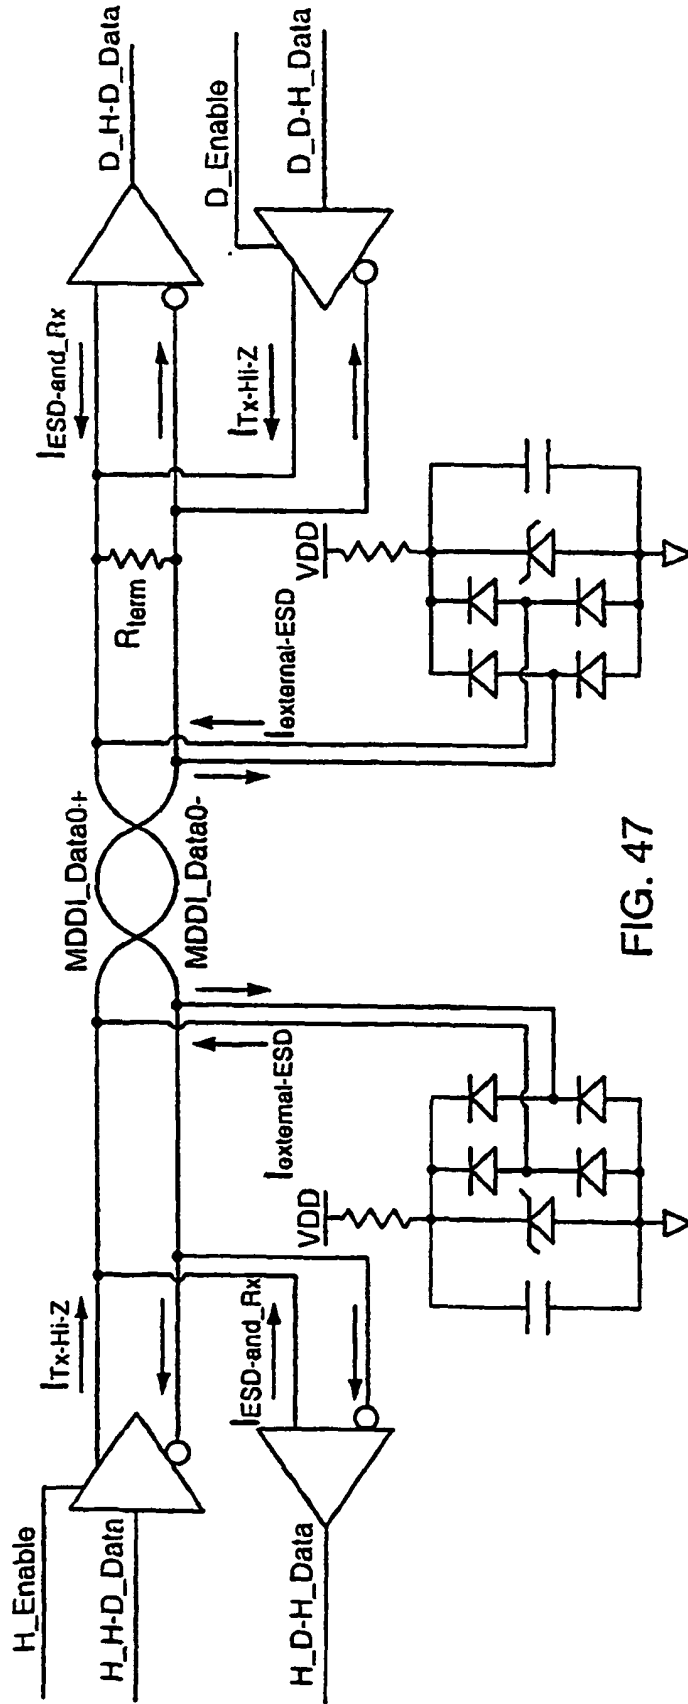 H_Enable
H_H-D_Data
ITx-Hi-Z
H_D-H_Data
IESD-and_Rx
VDD
Iexternal-ESD
MDDI_Data0+
MDDI_Data0-
Iexternal-ESD
Rterm
VDD
IESD-and_Rx
D_H-D_Data
ITx-Hi-Z
D_Enable
D_D-H_Data
FIG. 47